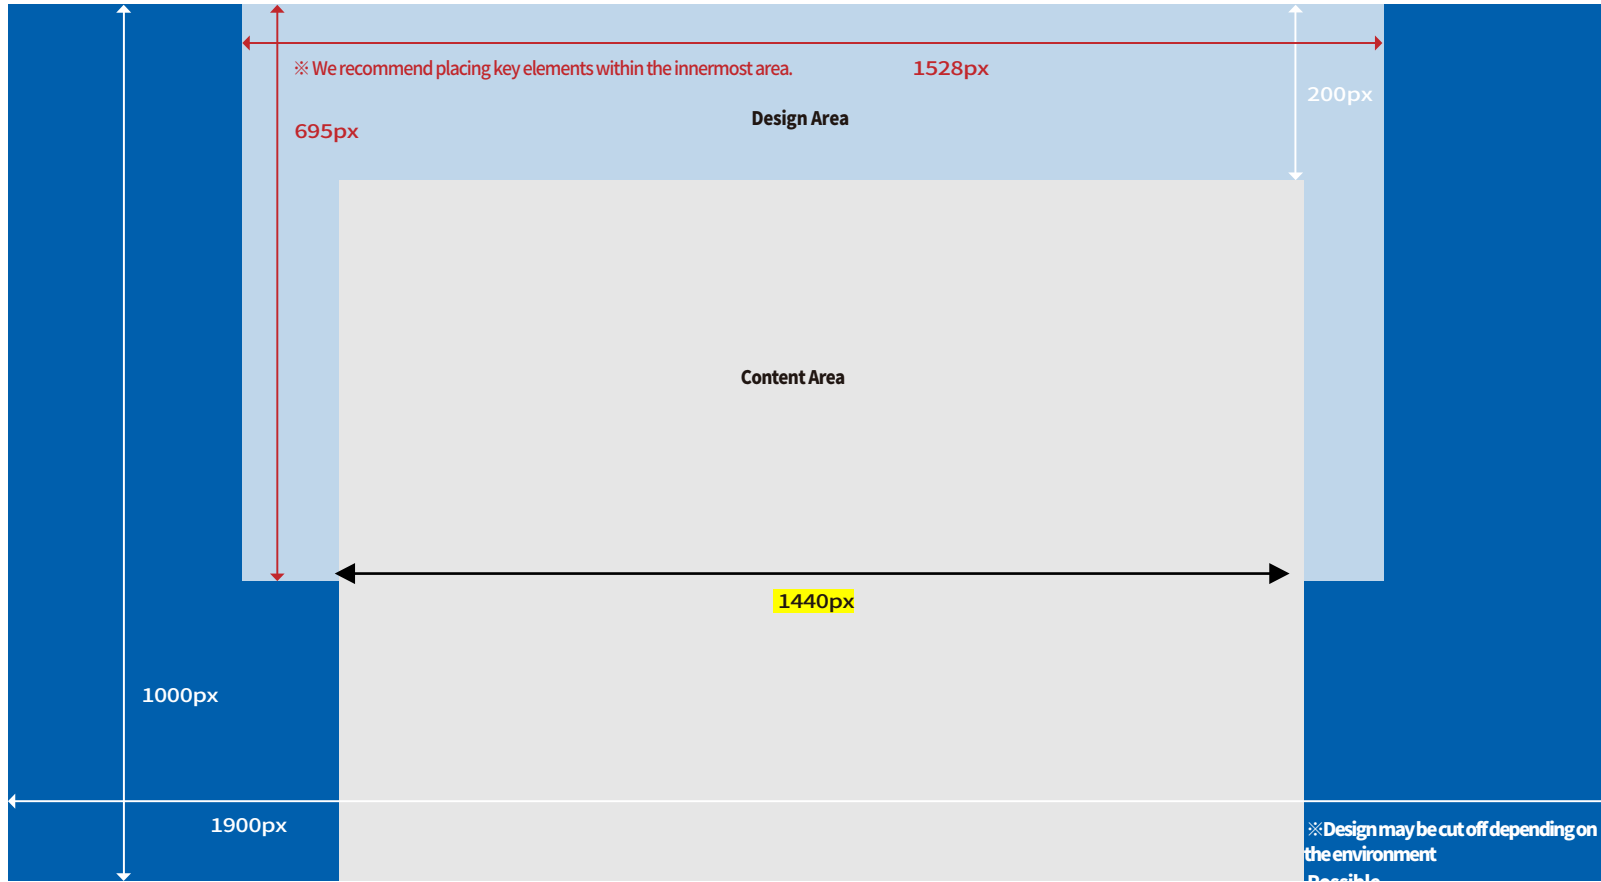 ※ We recommend placing key elements within the innermost area.
1528px
200px
Design Area
695px
Content Area
1440px
1000px
1900px
※Design may be cut off depending on
the environment
Possible